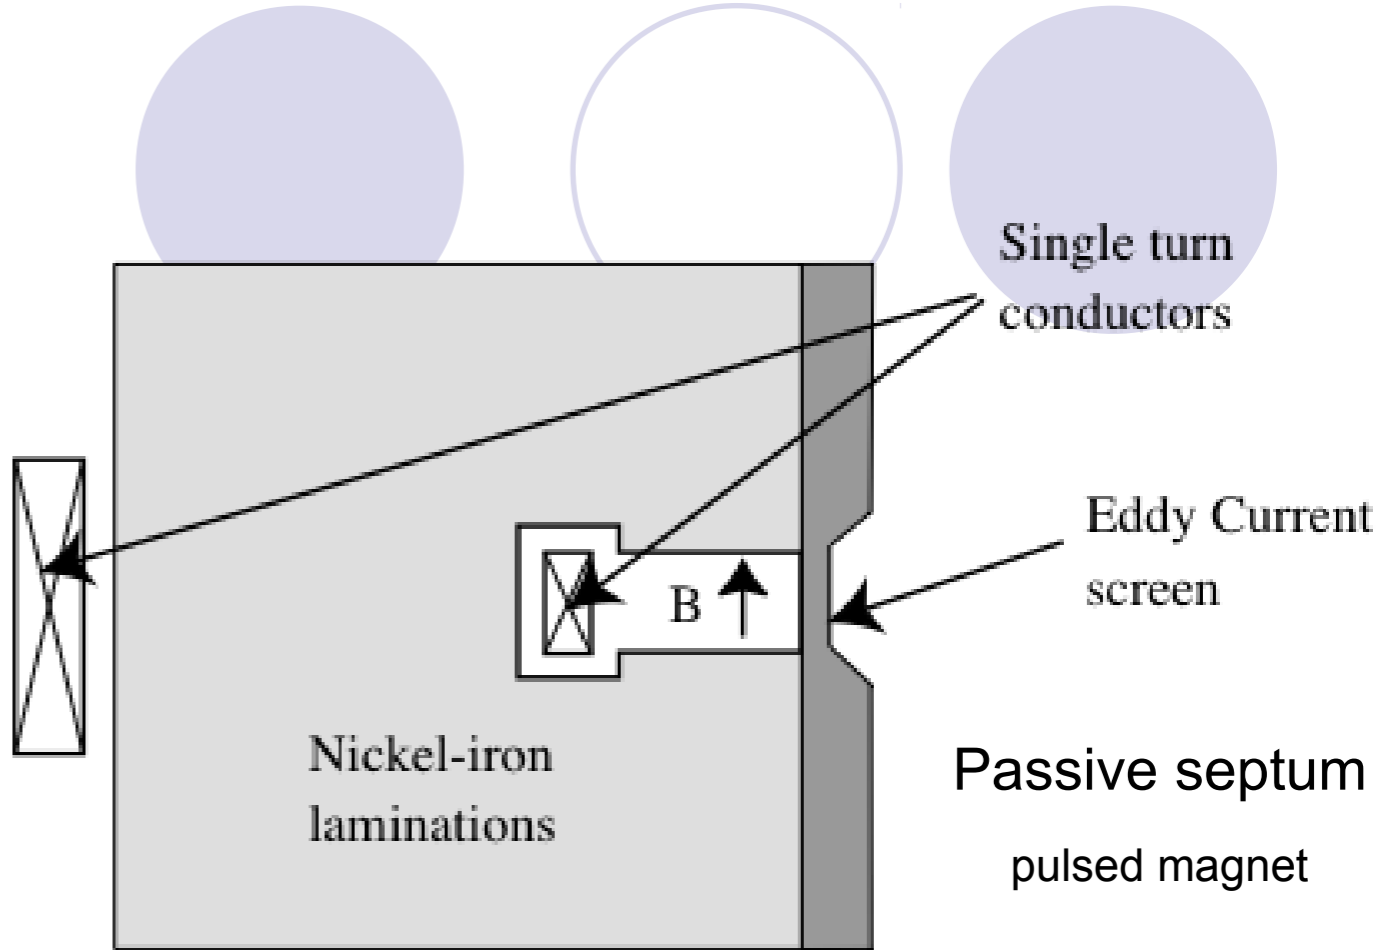 Single turn
conductors
Eddy Current
screen
B
Nickel-iron
laminations
Passive septum
pulsed magnet